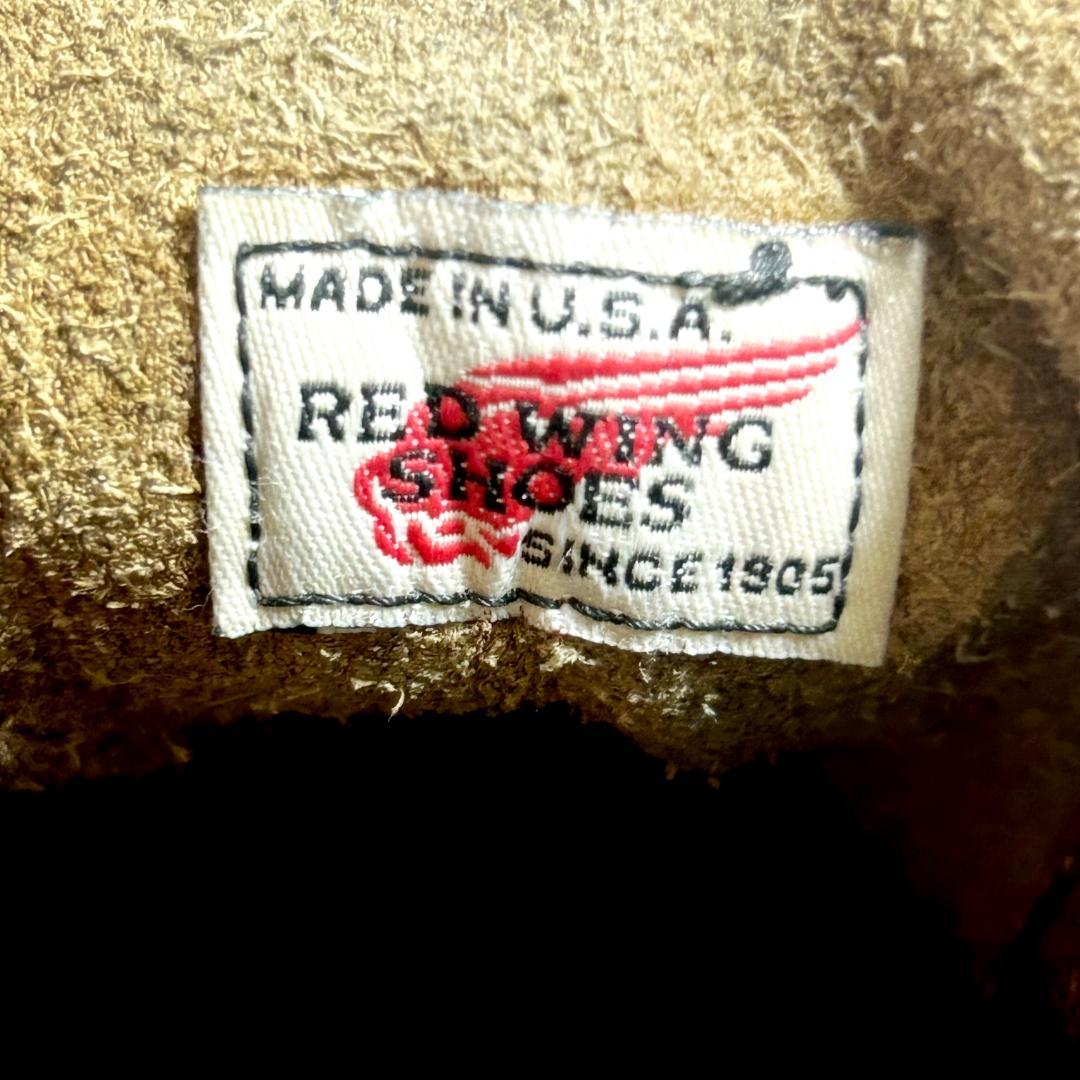 MADE IN U.S.A.
RED WING
SHOES
SINCE 1905